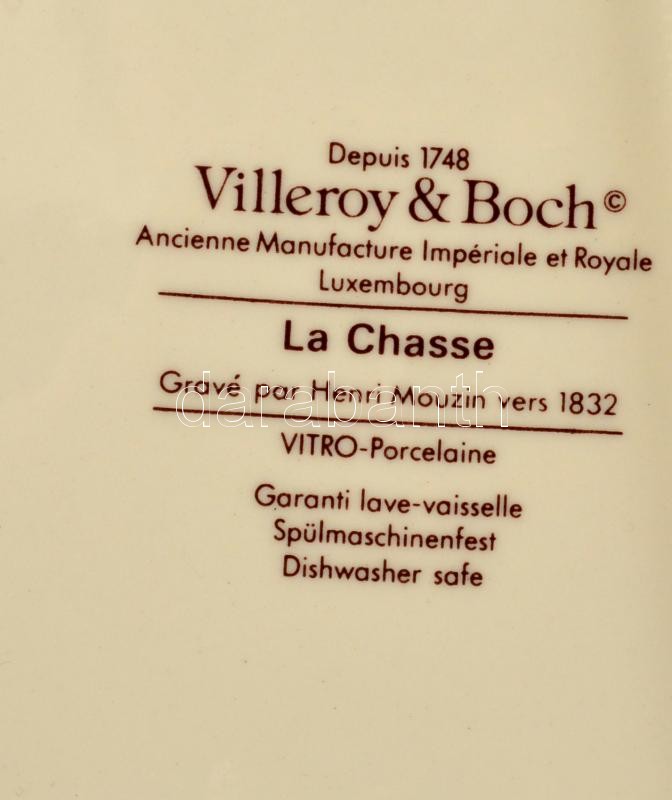 Depuis 1748
Villeroy & Boch©
Ancienne Manufacture Impériale et Royale
Luxembourg
La Chasse
Gravé par Henri Mouzin vers 1832
darabanth
VITRO-Porcelaine
Garanti lave-vaisselle
Spülmaschinenfest
Dishwasher safe